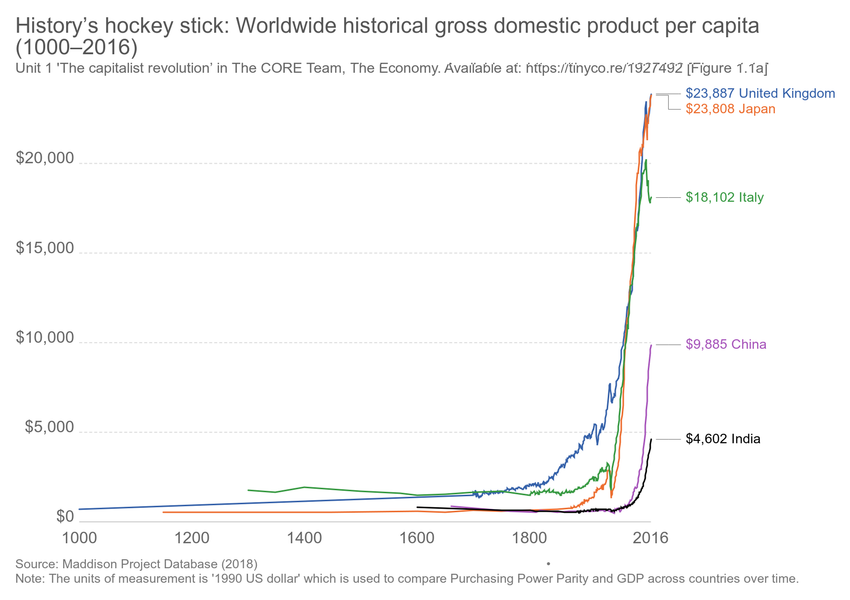 History’s hockey stick: Worldwide historical gross domestic product per capita
(1000–2016)
Unit 1 'The capitalist revolution’ in The CORE Team, The Economy. Available at: https://tinyco.re/1927492 [Figure 1.1a]
$23,887 United Kingdom
$23,808 Japan
$20,000
$18,102 Italy
$15,000
$10,000
$9,885 China
$5,000
$4,602 India
$0
1000 1200 1400 1600 1800 2016
Source: Maddison Project Database (2018)
Note: The units of measurement is '1990 US dollar' which is used to compare Purchasing Power Parity and GDP across countries over time.